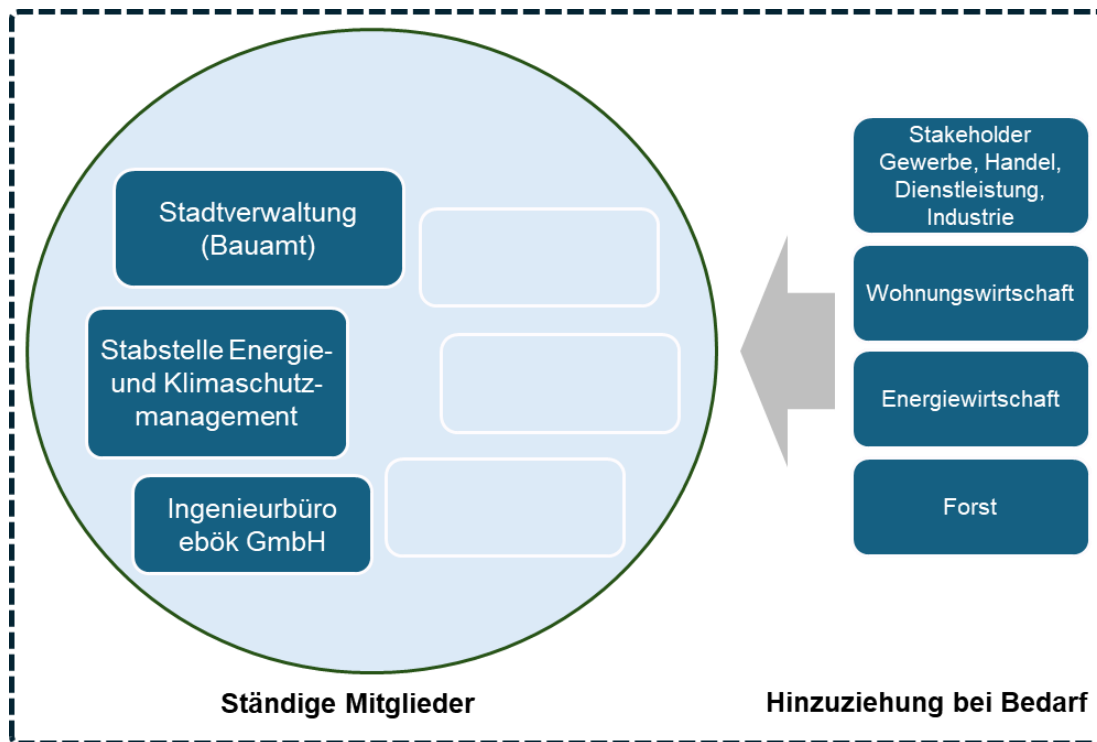 Stadtverwaltung
(Bauamt)
Stabstelle Energie-
und Klimaschutz-
management
Ingenieurbüro
ebök GmbH
Ständige Mitglieder
Stakeholder
Gewerbe, Handel,
Dienstleistung,
Industrie
Wohnungswirtschaft
Energiewirtschaft
Forst
Hinzuziehung bei Bedarf